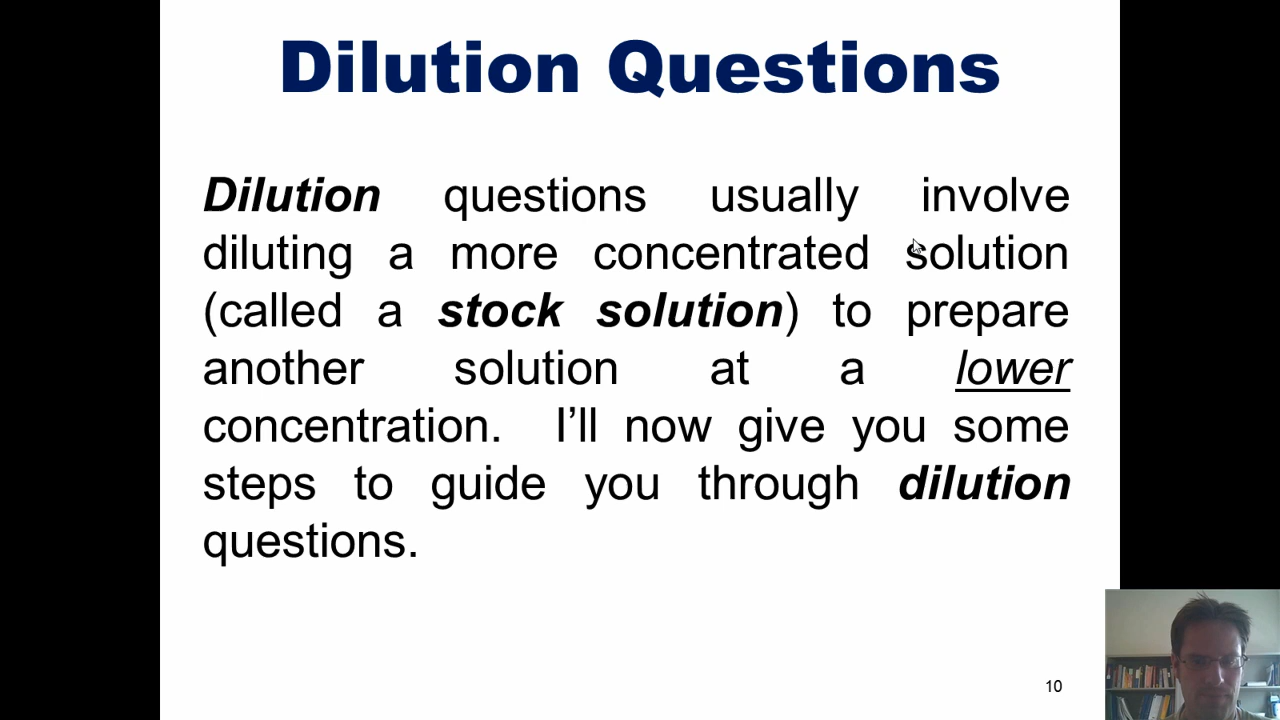 Dilution Questions
Dilution questions usually involve
diluting a more concentrated solution
(called a stock solution) to prepare
another solution at a lower
concentration. I’ll now give you some
steps to guide you through dilution
questions.
10